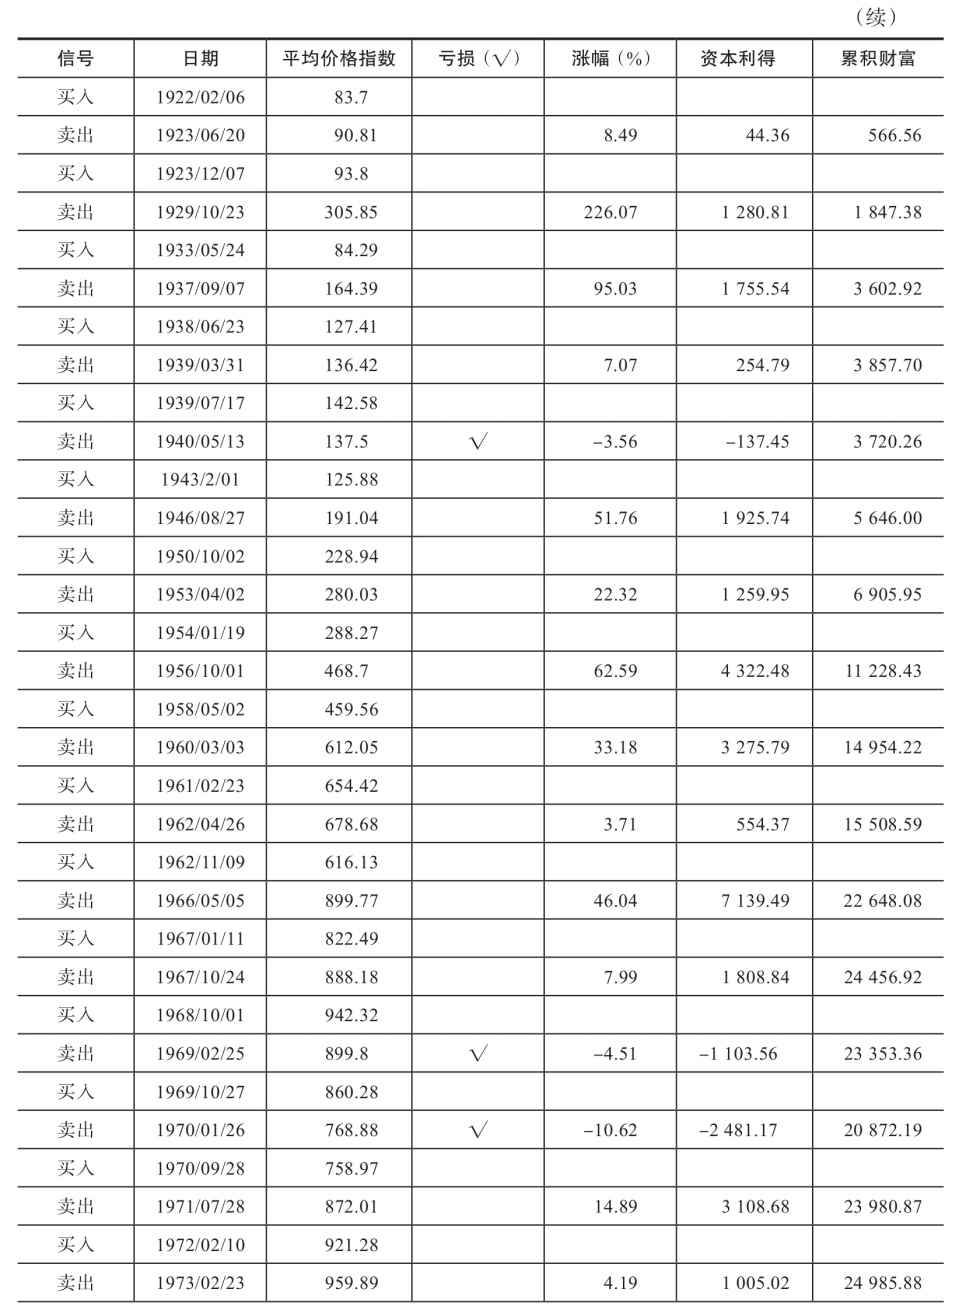 （续）
信号 日期 平均价格指数 亏损（√） 涨幅（%） 资本利得 累积财富
买入 1922/02/06 83.7
卖出 1923/06/20 90.81 8.49 44.36 566.56
买入 1923/12/07 93.8
卖出 1929/10/23 305.85 226.07 1 280.81 1 847.38
买入 1933/05/24 84.29
卖出 1937/09/07 164.39 95.03 1 755.54 3 602.92
买入 1938/06/23 127.41
卖出 1939/03/31 136.42 7.07 254.79 3 857.70
买入 1939/07/17 142.58
卖出 1940/05/13 137.5 √ –3.56 –137.45 3 720.26
买入 1943/2/01 125.88
卖出 1946/08/27 191.04 51.76 1 925.74 5 646.00
买入 1950/10/02 228.94
卖出 1953/04/02 280.03 22.32 1 259.95 6 905.95
买入 1954/01/19 288.27
卖出 1956/10/01 468.7 62.59 4 322.48 11 228.43
买入 1958/05/02 459.56
卖出 1960/03/03 612.05 33.18 3 275.79 14 954.22
买入 1961/02/23 654.42
卖出 1962/04/26 678.68 3.71 554.37 15 508.59
买入 1962/11/09 616.13
卖出 1966/05/05 899.77 46.04 7 139.49 22 648.08
买入 1967/01/11 822.49
卖出 1967/10/24 888.18 7.99 1 808.84 24 456.92
买入 1968/10/01 942.32
卖出 1969/02/25 899.8 √ –4.51 –1 103.56 23 353.36
买入 1969/10/27 860.28
卖出 1970/01/26 768.88 √ –10.62 –2 481.17 20 872.19
买入 1970/09/28 758.97
卖出 1971/07/28 872.01 14.89 3 108.68 23 980.87
买入 1972/02/10 921.28
卖出 1973/02/23 959.89 4.19 1 005.02 24 985.88